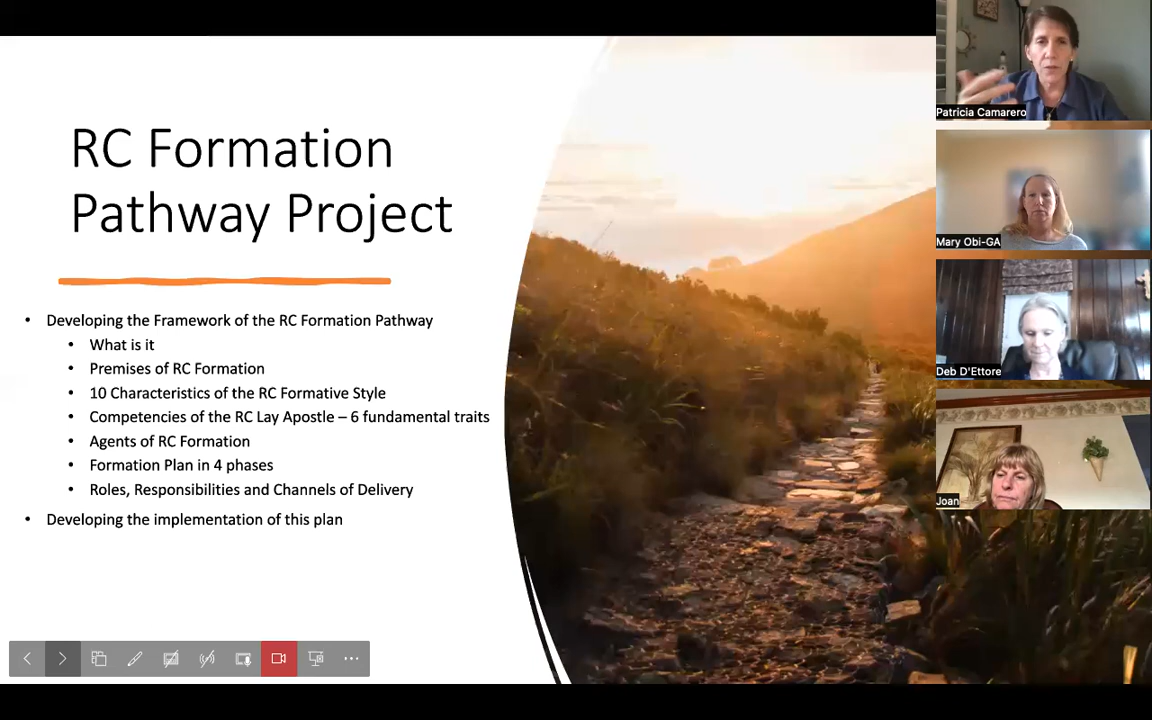 RC Formation
Pathway Project
• Developing the Framework of the RC Formation Pathway
• What is it
• Premises of RC Formation
• 10 Characteristics of the RC Formative Style
• Competencies of the RC Lay Apostle – 6 fundamental traits
• Agents of RC Formation
• Formation Plan in 4 phases
• Roles, Responsibilities and Channels of Delivery
• Developing the implementation of this plan
Patricia Camarero
Mary Obi-GA
Deb D'Ettore
Joan